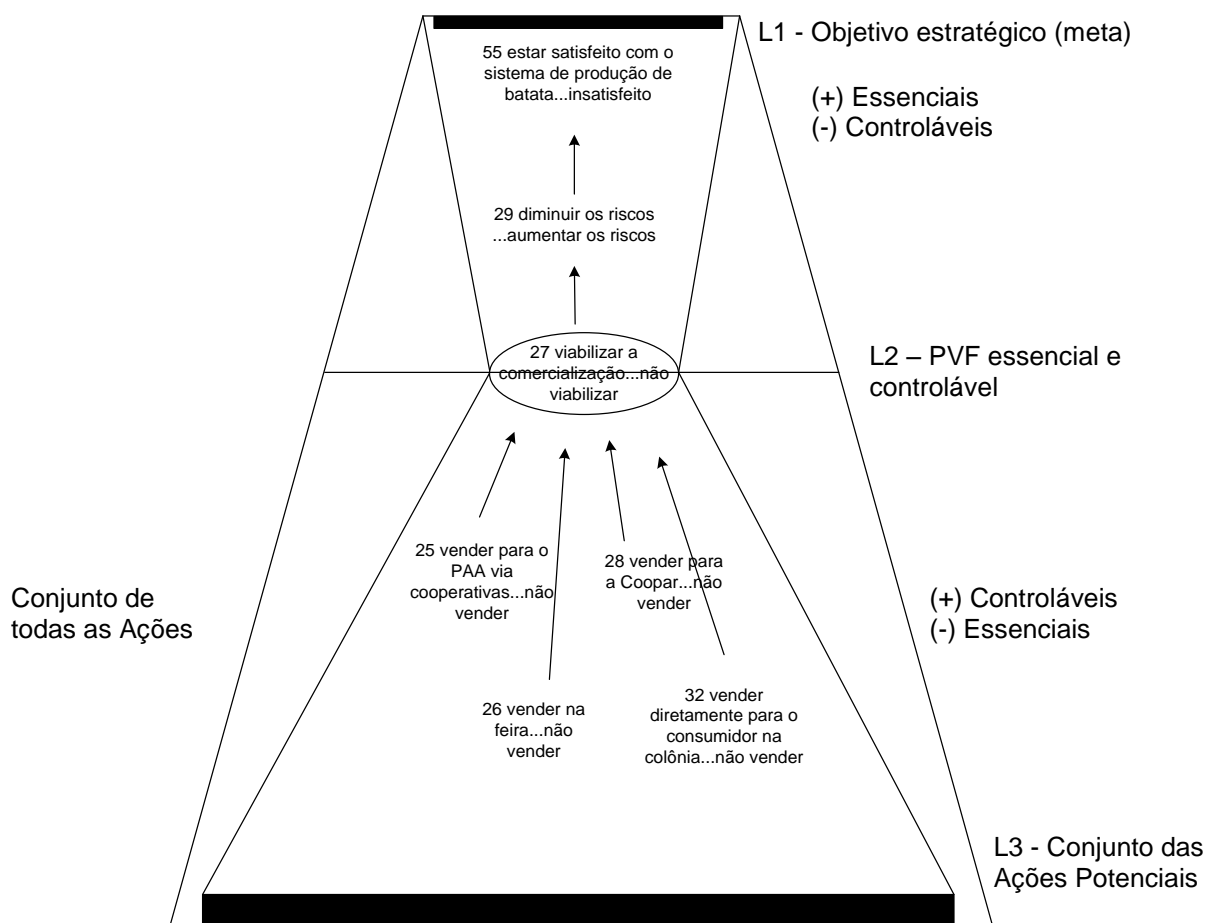 L1 - Objetivo estratégico (meta)
55 estar satisfeito com o
sistema de produção de
batata...insatisfeito
(+) Essenciais
(-) Controláveis
29 diminuir os riscos
...aumentar os riscos
27 viabilizar a
comercialização...não
viabilizar
L2 – PVF essencial e
controlável
25 vender para o
PAA via
cooperativas...não
vender
28 vender para
a Coopar...não
vender
Conjunto de
todas as Ações
(+) Controláveis
(-) Essenciais
26 vender na
feira...não
vender
32 vender
diretamente para o
consumidor na
colônia...não vender
L3 - Conjunto das
Ações Potenciais